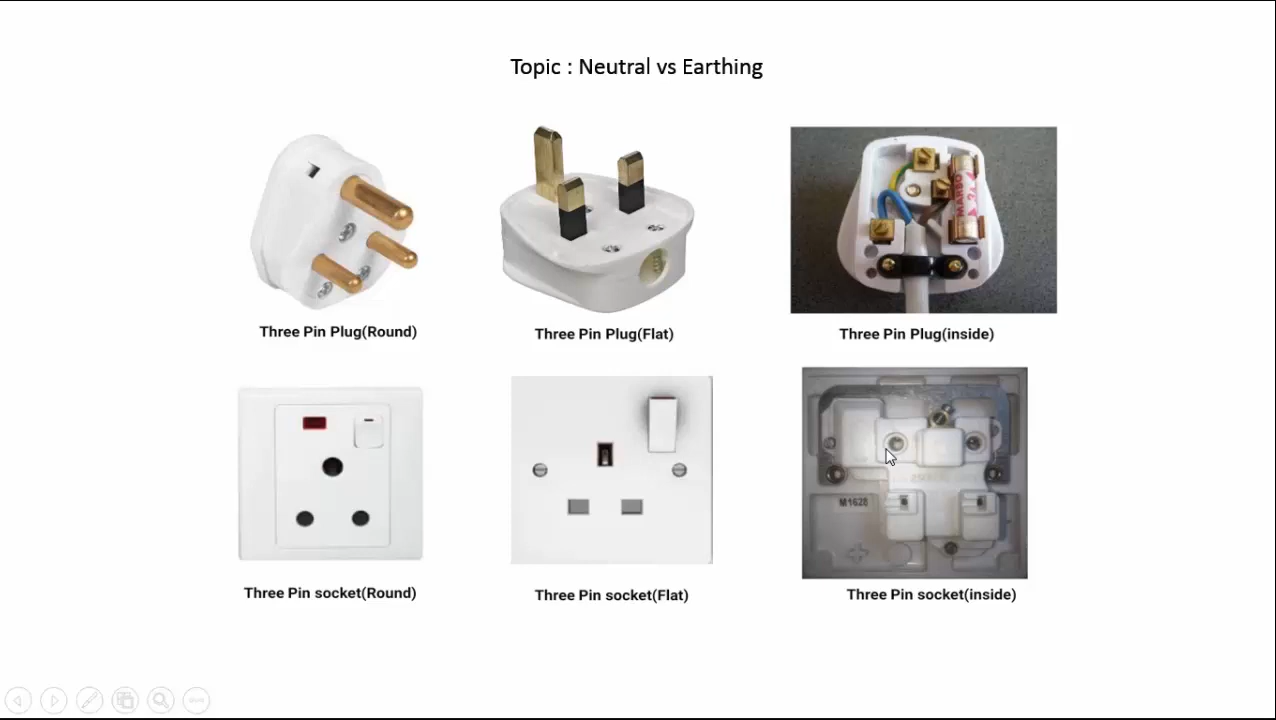 Topic : Neutral vs Earthing
Three Pin Plug(Round)
Three Pin Plug(Flat)
Three Pin Plug(inside)
M1628
Three Pin socket(Round)
Three Pin socket(Flat)
Three Pin socket(inside)